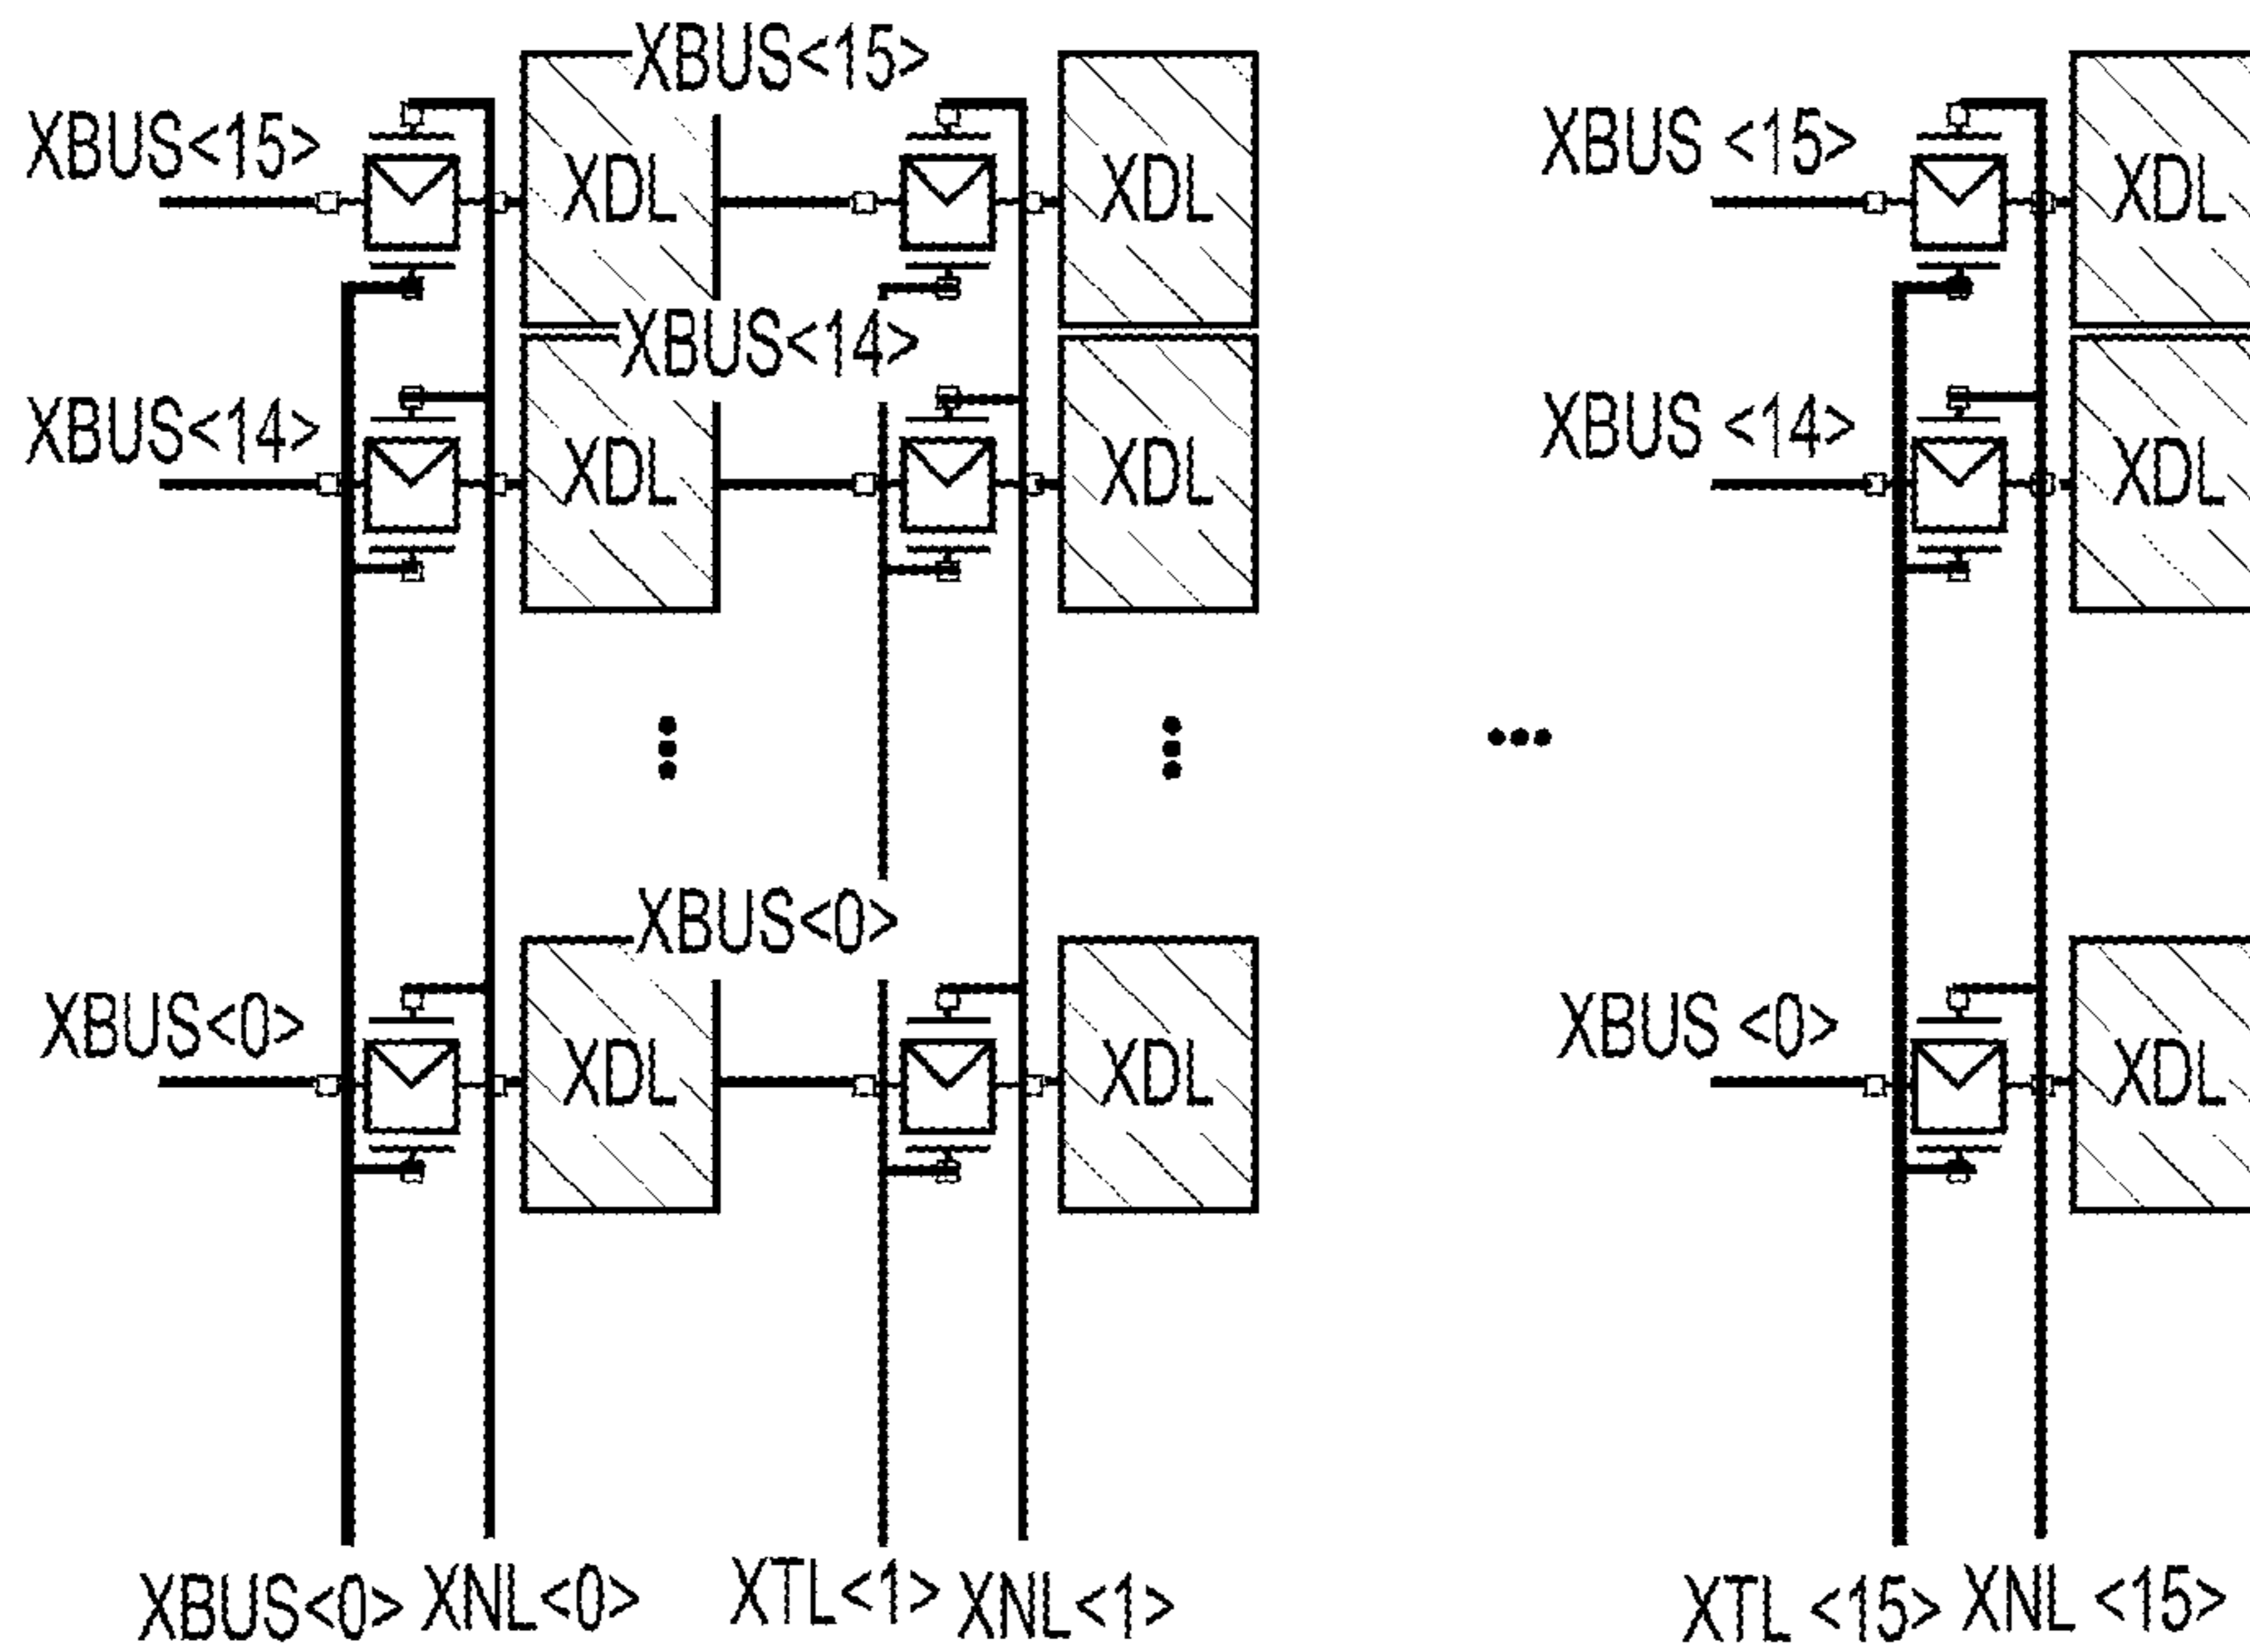 XBUS<15>
XBUS<15> XDL XDL XBUS <15> XDL
XBUS<14>
XBUS<14> XDL XDL XBUS <14> XDL
XBUS<0>
XBUS<0> XDL XDL XBUS <0> XDL
XBUS<0> XNL<0> XTL<1> XNL<1> XTL <15> XNL <15>